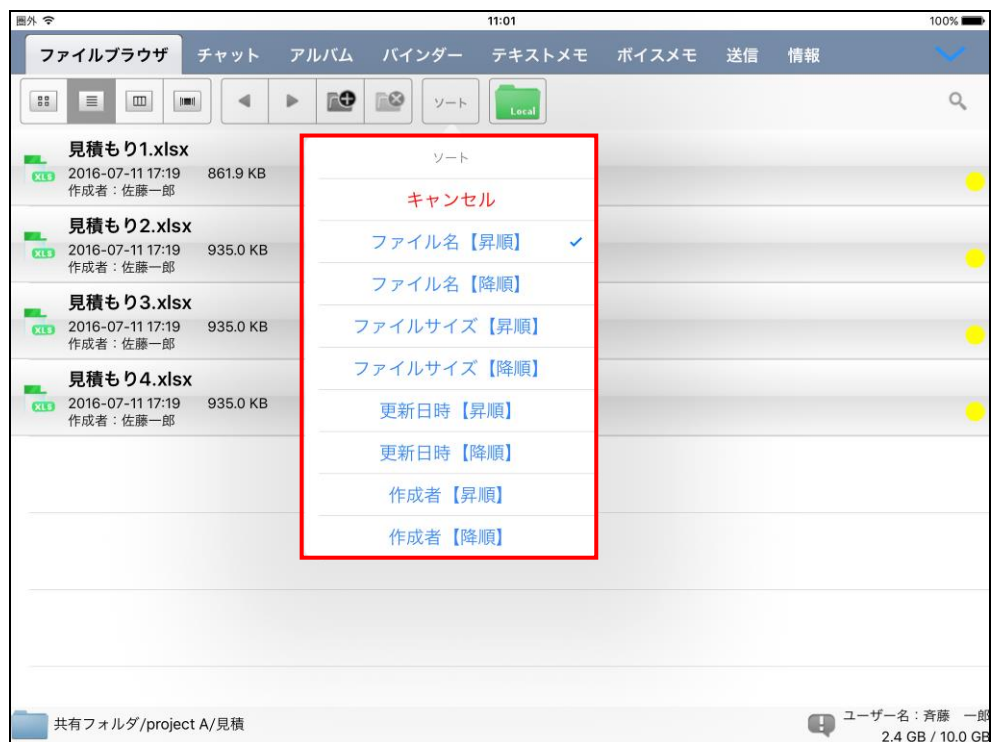 圏外 11:01 100%
ファイルブラウザ チャット アルバム バインダー テキストメモ ボイスメモ 送信 情報
ソート Local
見積もり1.xlsx
XLS 2016-07-11 17:19 861.9 KB
作成者：佐藤一郎
見積もり2.xlsx
XLS 2016-07-11 17:19 935.0 KB
作成者：佐藤一郎
見積もり3.xlsx
XLS 2016-07-11 17:19 935.0 KB
作成者：佐藤一郎
見積もり4.xlsx
XLS 2016-07-11 17:19 935.0 KB
作成者：佐藤一郎
ソート
キャンセル
ファイル名【昇順】
ファイル名【降順】
ファイルサイズ【昇順】
ファイルサイズ【降順】
更新日時【昇順】
更新日時【降順】
作成者【昇順】
作成者【降順】
共有フォルダ/project A/見積
ユーザー名：斉藤　一郎
2.4 GB / 10.0 GB